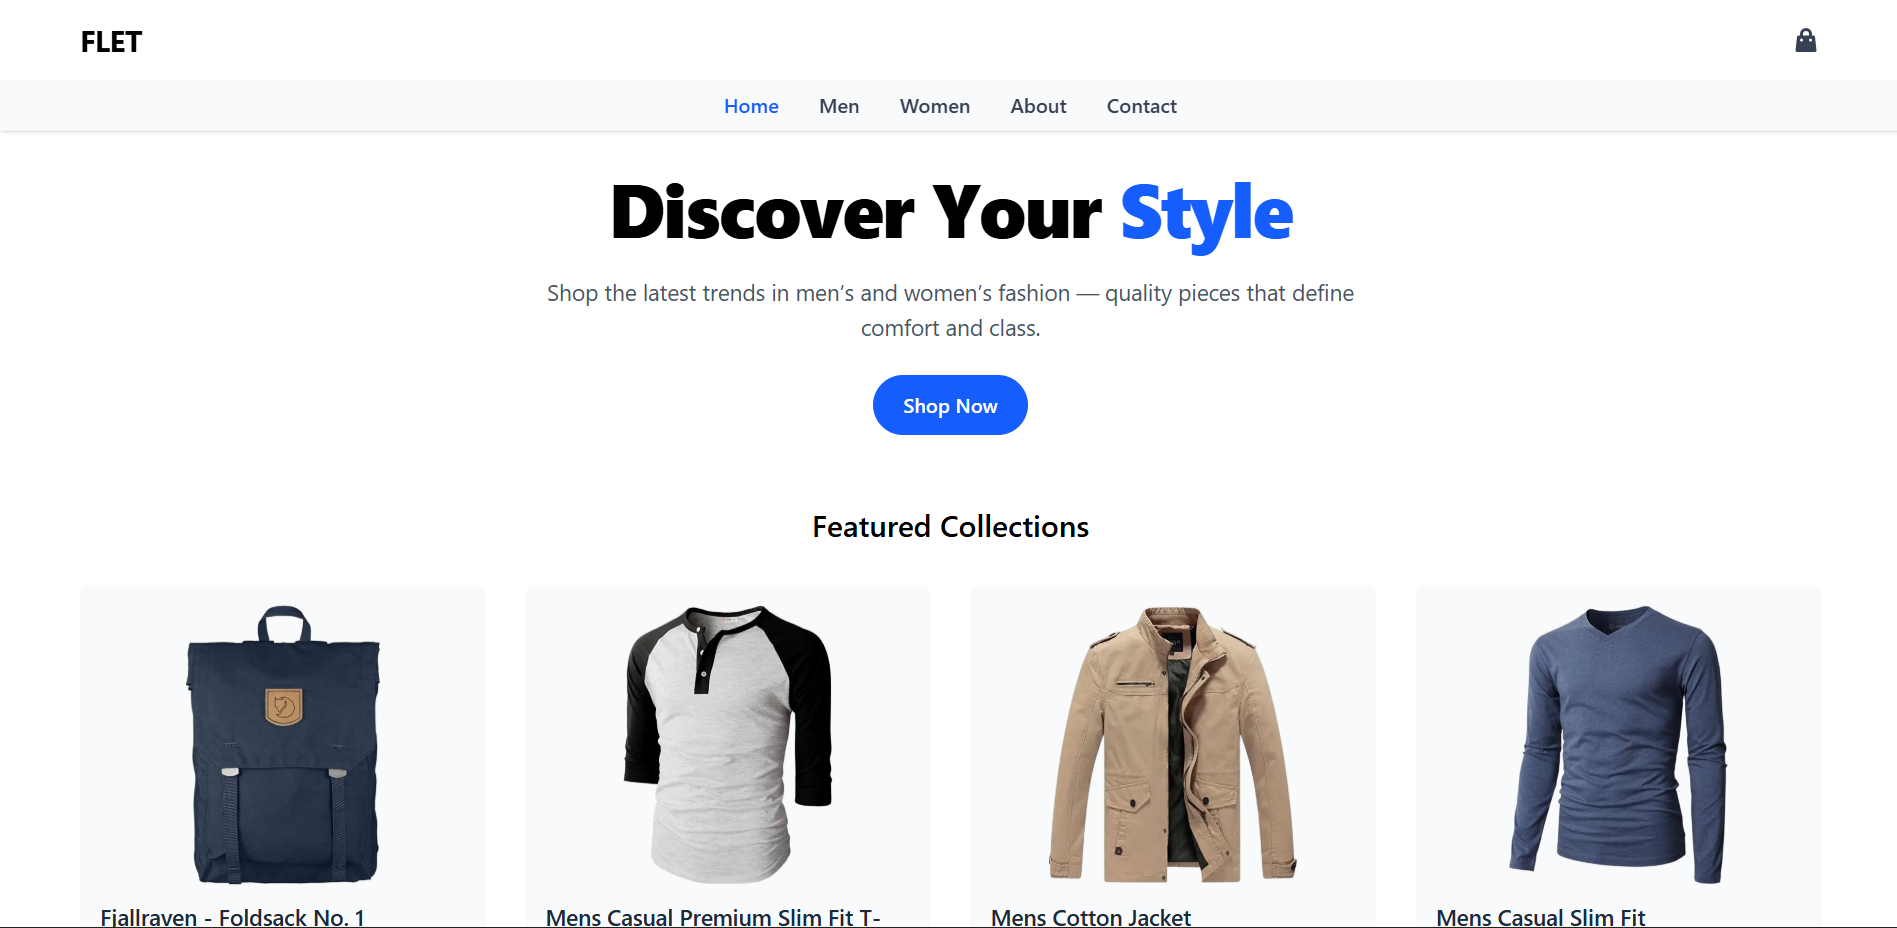 FLET
Home Men Women About Contact
Discover Your Style
Shop the latest trends in men’s and women’s fashion — quality pieces that define
comfort and class.
Shop Now
Featured Collections
Fjallraven - Foldsack No. 1
Mens Casual Premium Slim Fit T-
Mens Cotton Jacket
Mens Casual Slim Fit